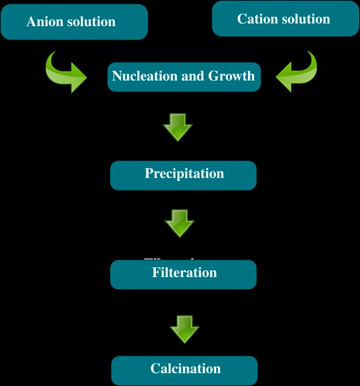 Anion solution
Cation solution
Nucleation and Growth
Precipitation
Filteration
Calcination